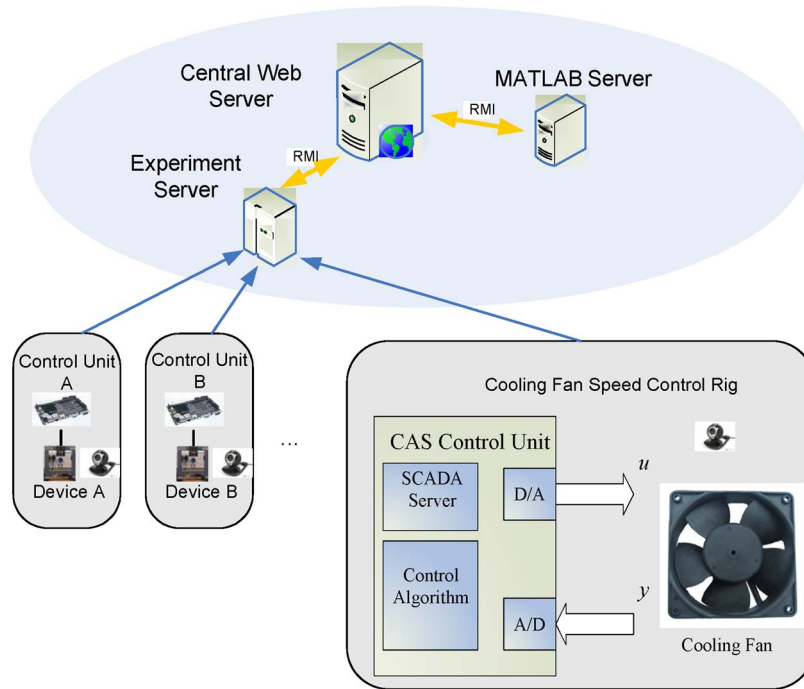 Central Web
Server
MATLAB Server
RMI
RMI
Experiment
Server
Control Unit
A
Device A
Control Unit
B
Device B
...
Cooling Fan Speed Control Rig
CAS Control Unit
SCADA
Server
D/A
u
Control
Algorithm
A/D
y
Cooling Fan